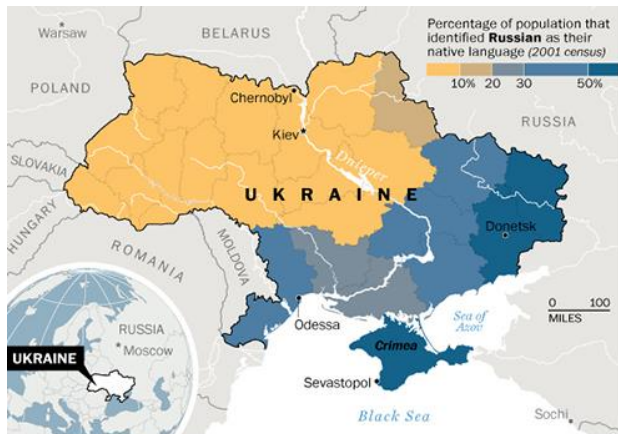 Percentage of population that
identified Russian as their
native language (2001 census)
10% 20 30 50%
Warsaw
BELARUS
POLAND
Chernobyl
Kiev
RUSSIA
SLOVAKIA
Dnieper
UKRAINE
HUNGARY
Donetsk
ROMANIA
MOLDOVA
0 100
MILES
Sea of
Azov
Odessa
RUSSIA
Moscow
Crimea
UKRAINE
Sevastopol
Black Sea
Sochi